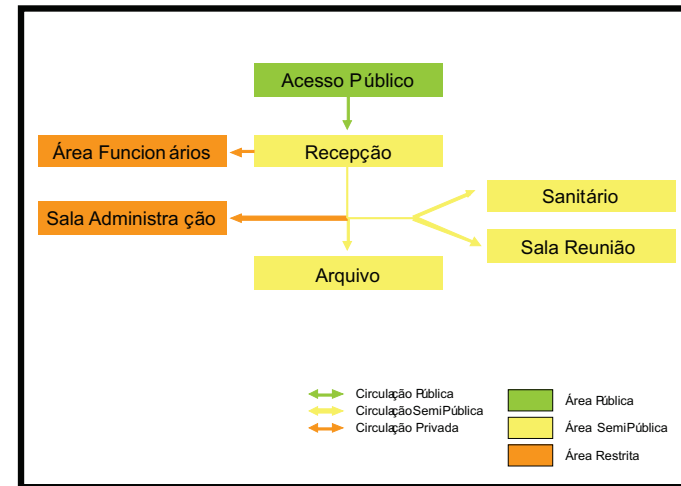 Acesso Público
Área Funcionários
Recepção
Sala Administração
Sanitário
Sala Reunião
Arquivo
Circulação Pública
Circulação SemiPública
Circulação Privada
Área Pública
Área SemiPública
Área Restrita